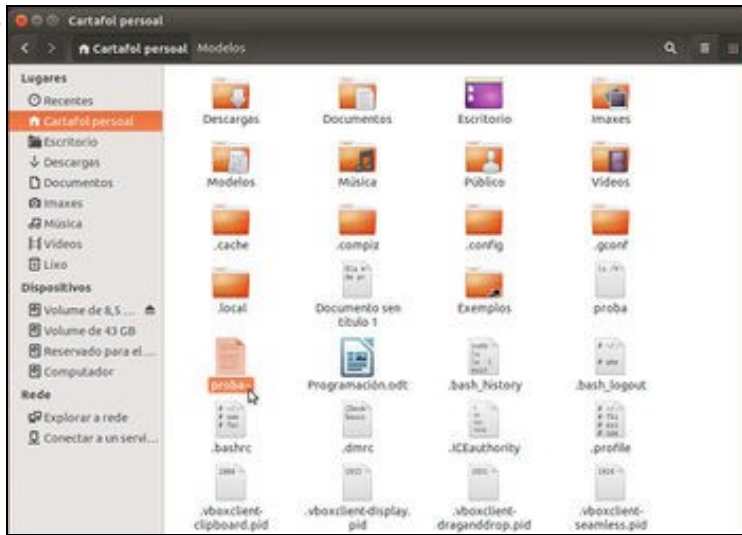 Cartafol persoal
Cartafol persoal Modelos
Lugares
Recentes
Cartafol persoal
Escritorio
Descargas
Documentos
Imaxes
Música
Vídeos
Lixo
Dispositivos
Volume de 8,5 ...
Volume de 43 GB
Reservado para el ...
Computador
Rede
Explorar a rede
Conectar a un servi...
Descargas Documentos Escritorio Imaxes
Modelos Música Público Vídeos
.cache .compiz .config .gconf
.local Documento sen título 1 Exemplos proba
proba~ Programación.odt .bash_history .bash_logout
.bashrc .dmrc .ICEauthority .profile
.vboxclient-clipboard.pid .vboxclient-display.pid .vboxclient-draganddrop.pid .vboxclient-seamless.pid